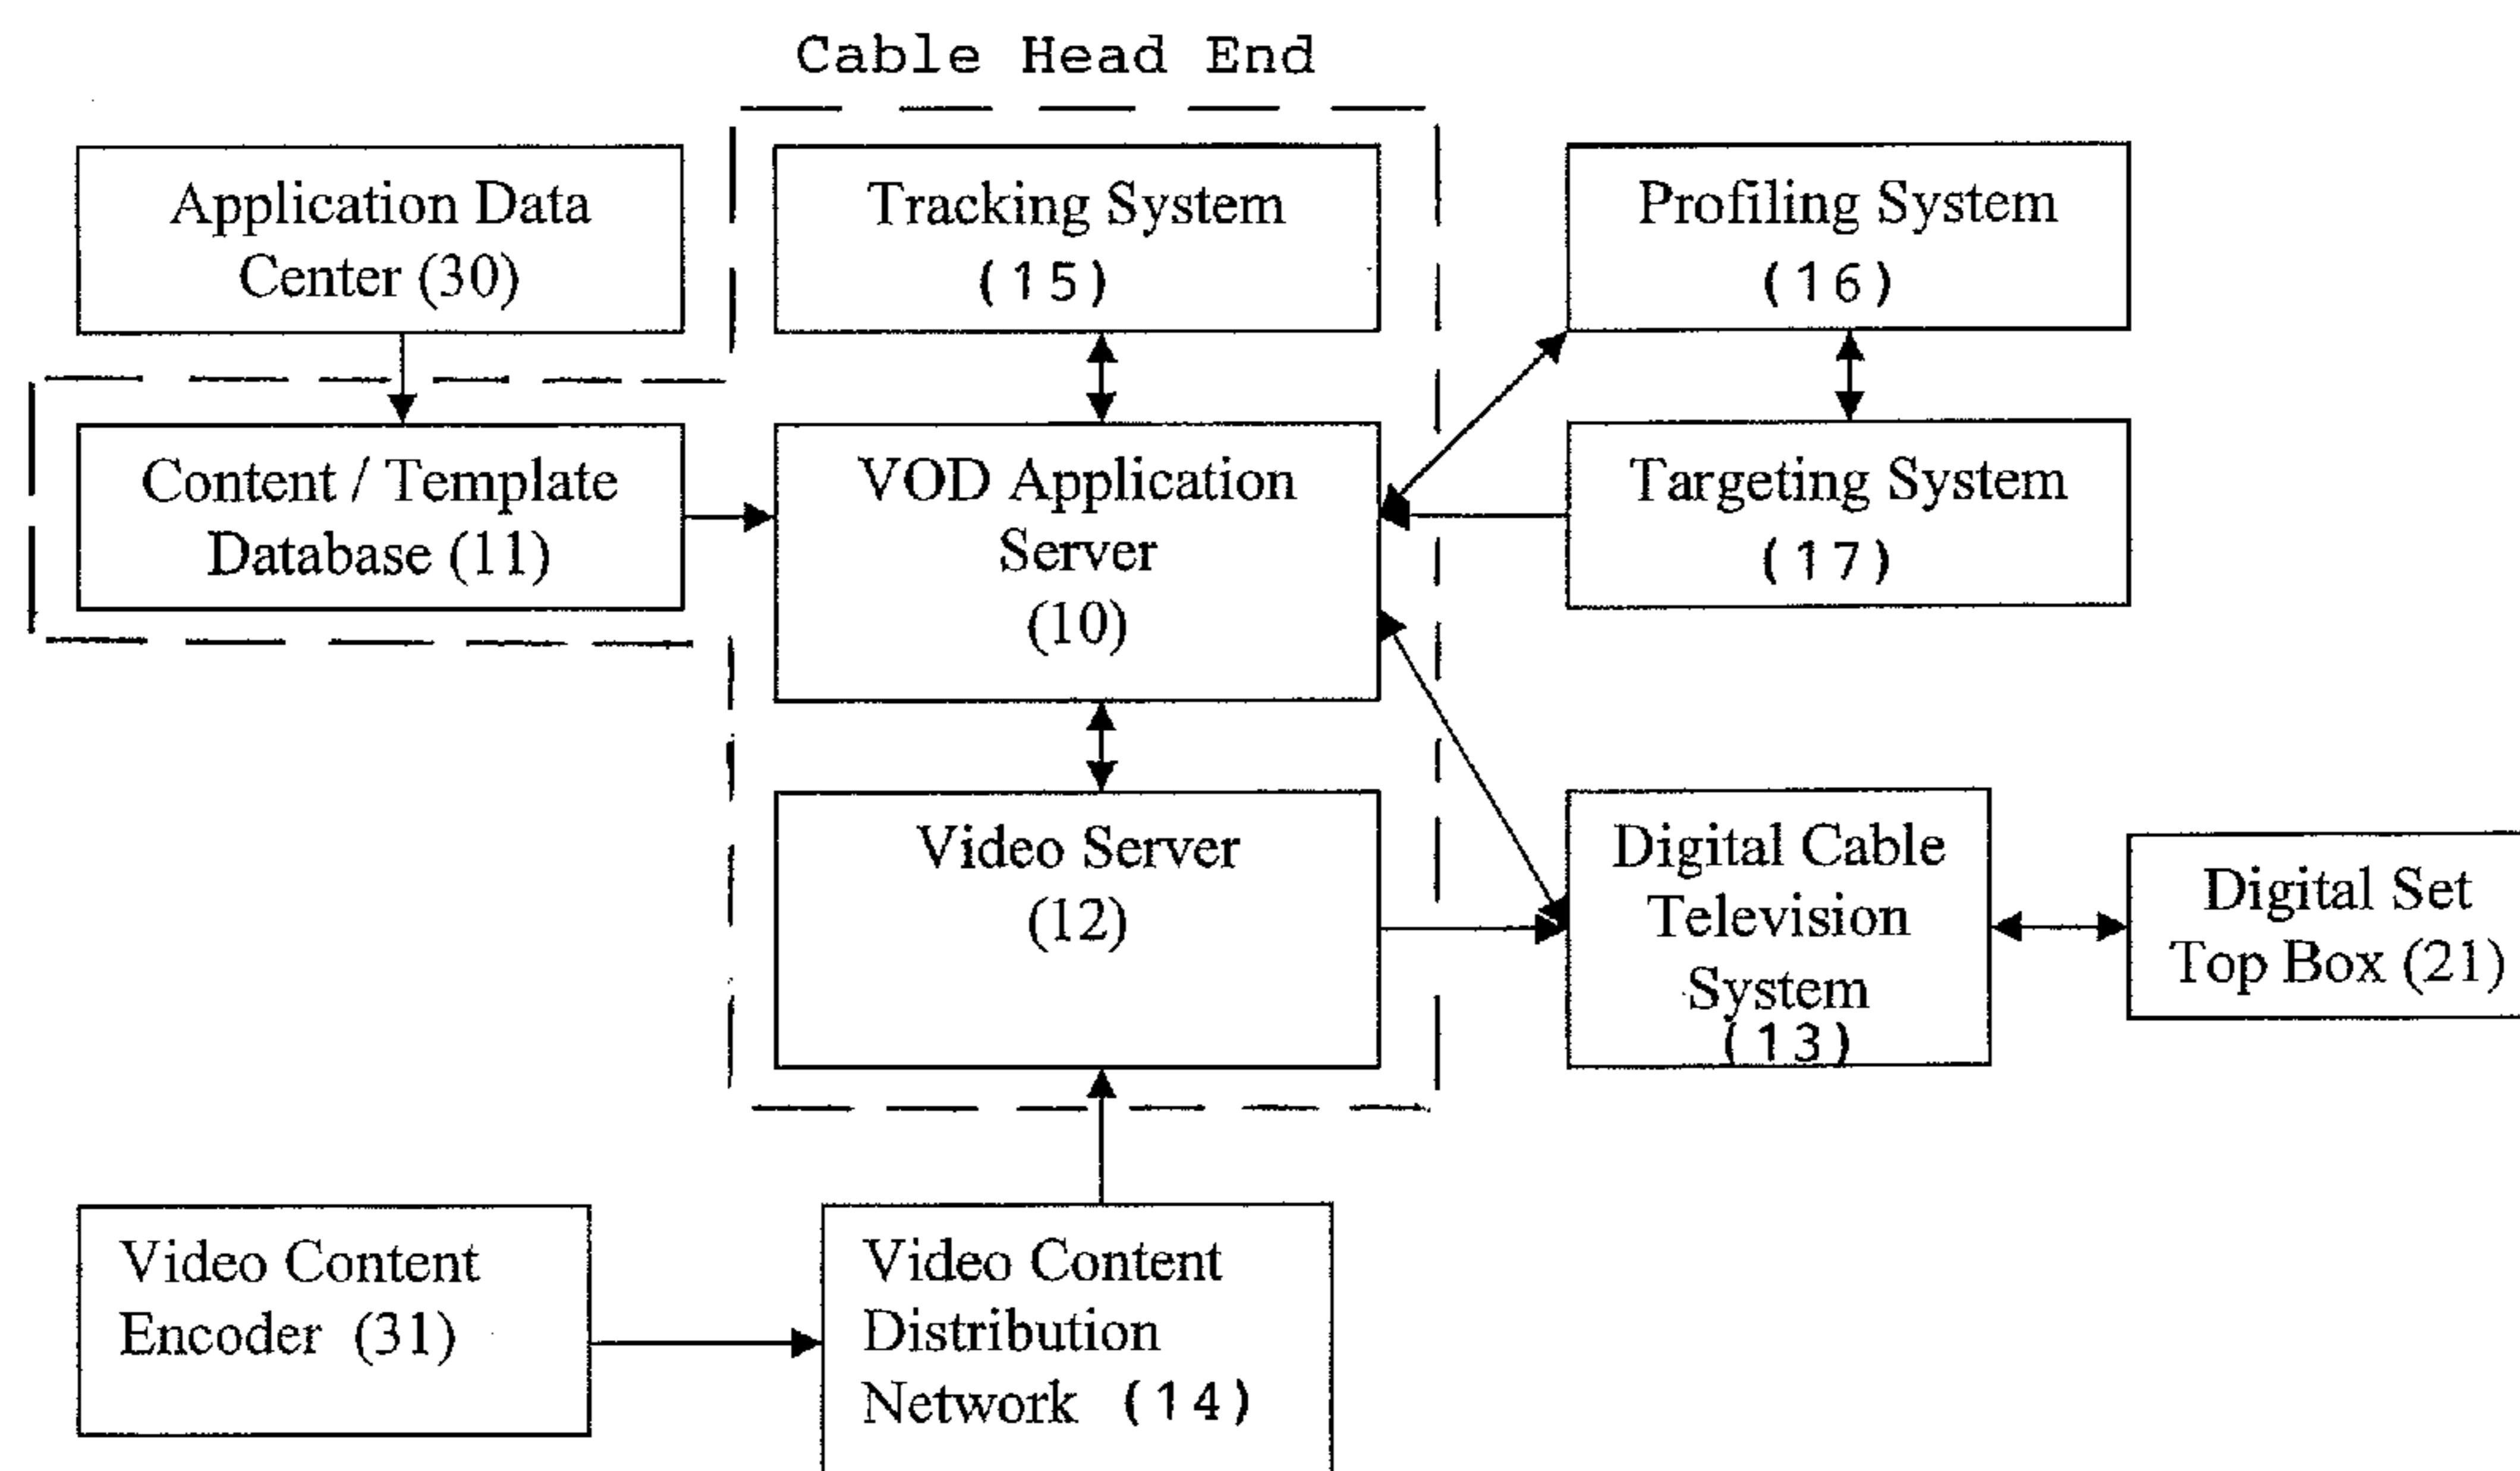 Cable Head End
Application Data
Center (30)
Tracking System
(15)
Profiling System
(16)
Content / Template
Database (11)
VOD Application
Server
(10)
Targeting System
(17)
Video Server
(12)
Digital Cable
Television
System
(13)
Digital Set
Top Box (21)
Video Content
Encoder (31)
Video Content
Distribution
Network (14)